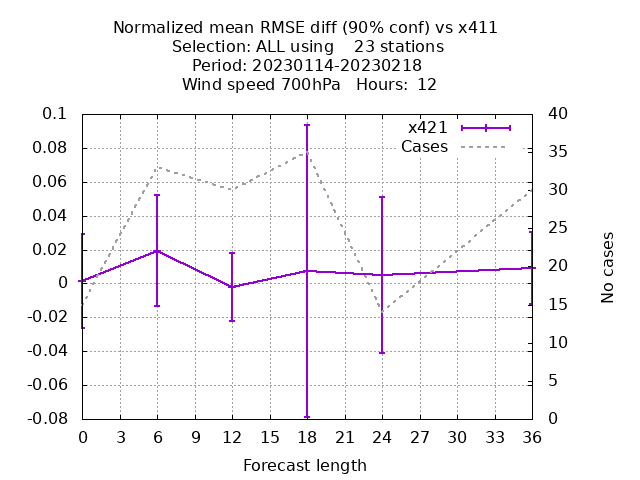 Normalized mean RMSE diff (90% conf) vs x411
Selection: ALL using    23 stations
Period: 20230114-20230218
Wind speed 700hPa   Hours:  12
x421
Cases
0.1
0.08
0.06
0.04
0.02
0
-0.02
-0.04
-0.06
-0.08
40
35
30
25
20
15
10
5
0
No cases
0 3 6 9 12 15 18 21 24 27 30 33 36
Forecast length